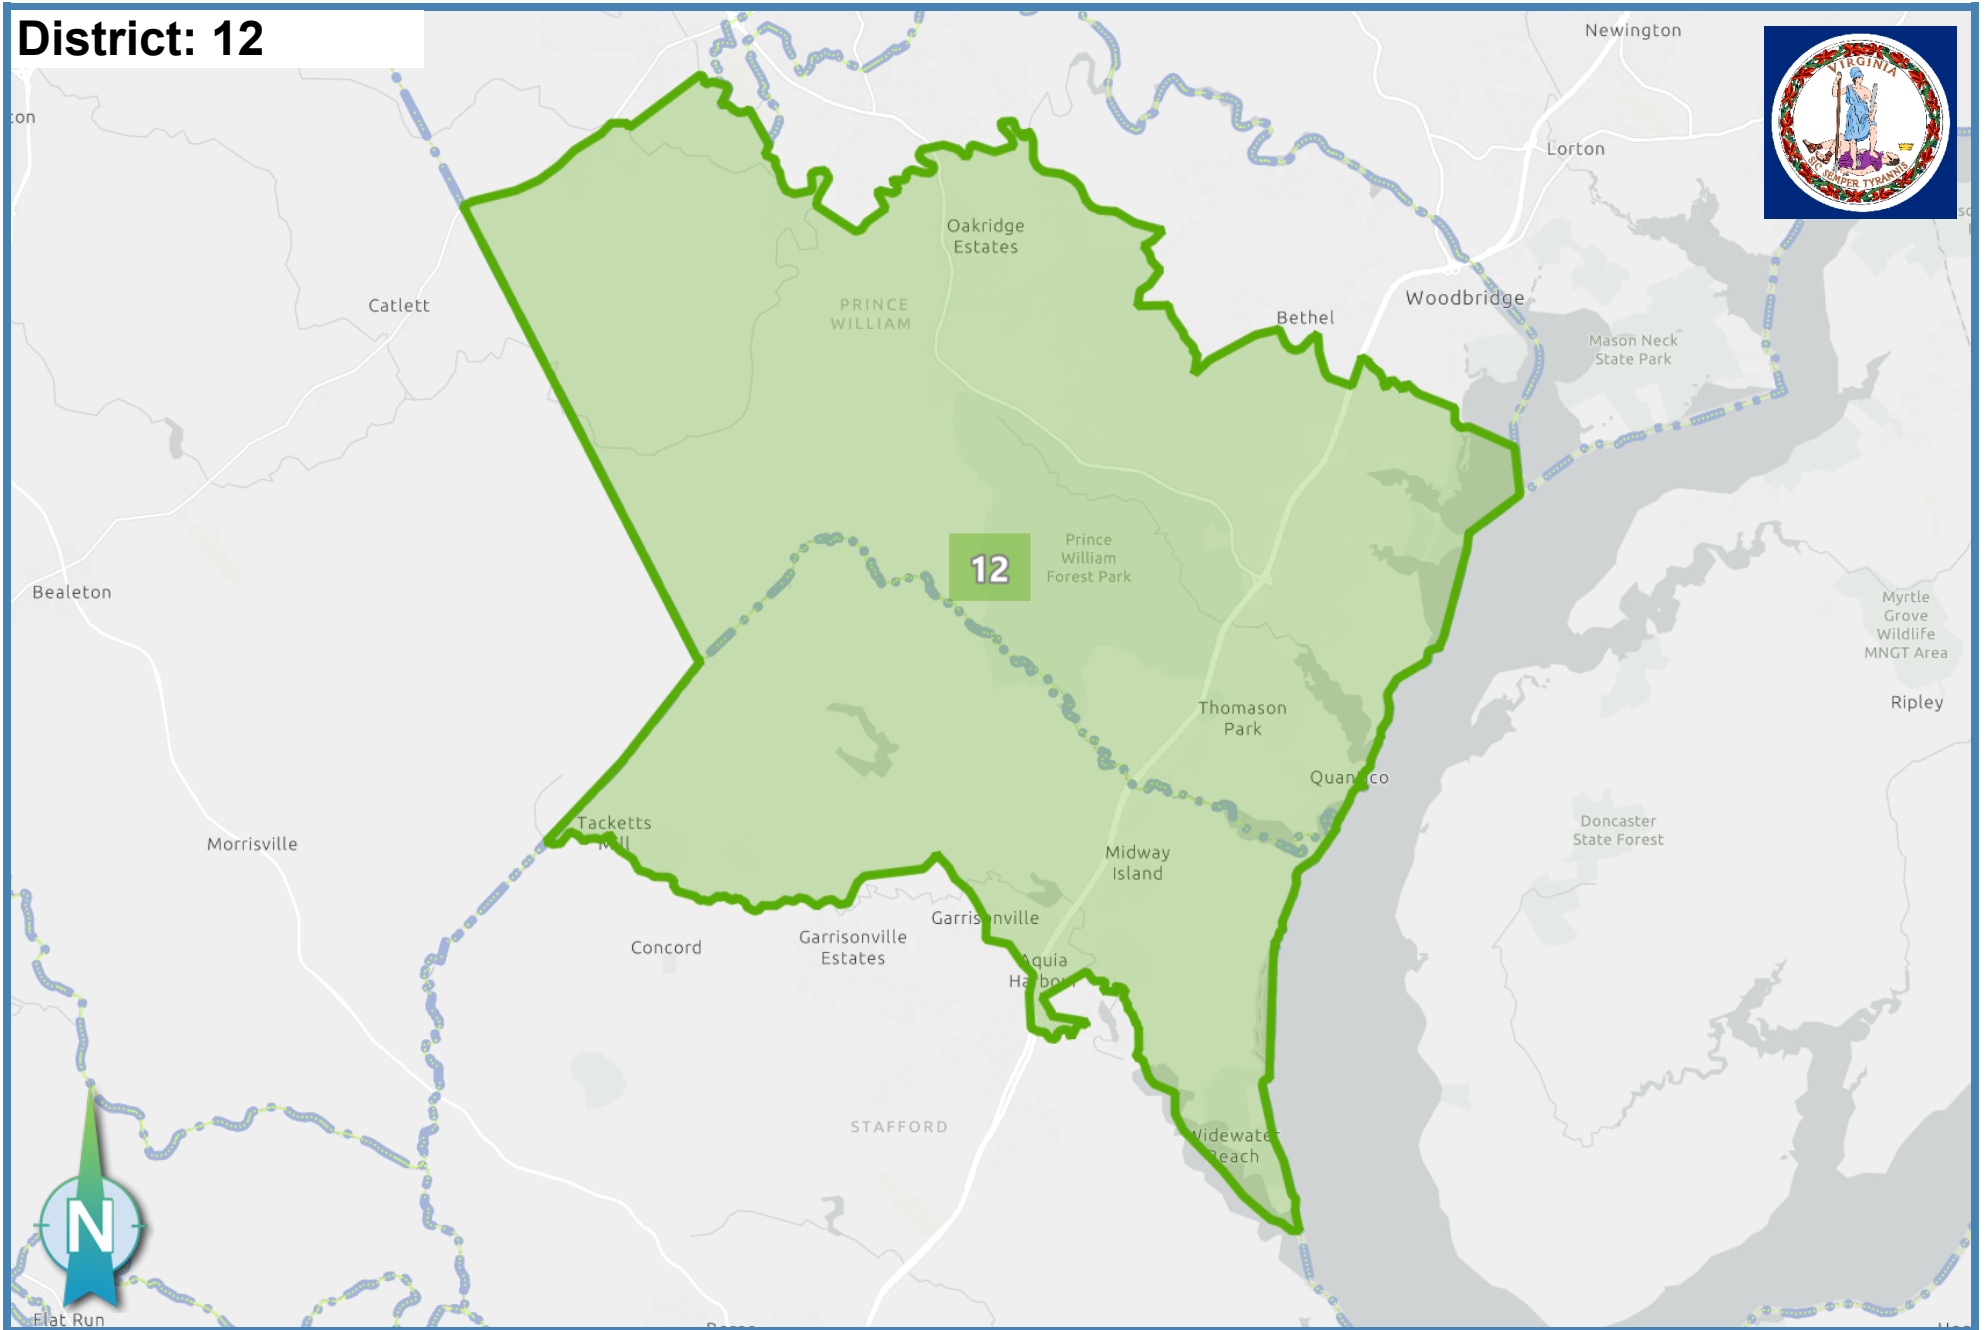 District: 12
Newington
VIRGINIA
SIC SEMPER TYRANNIS
Lorton
Oakridge
Estates
Catlett
PRINCE
WILLIAM
Woodbridge
Bethel
Mason Neck
State Park
12
Prince
William
Forest Park
Bealeton
Myrtle
Grove
Wildlife
MNGT Area
Ripley
Thomason
Park
Quantico
Tacketts
Mill
Morrisville
Doncaster
State Forest
Midway
Island
Garrisonville
Concord
Garrisonville
Estates
Aquia
Harbour
STAFFORD
Widewater
Beach
N
Flat Run